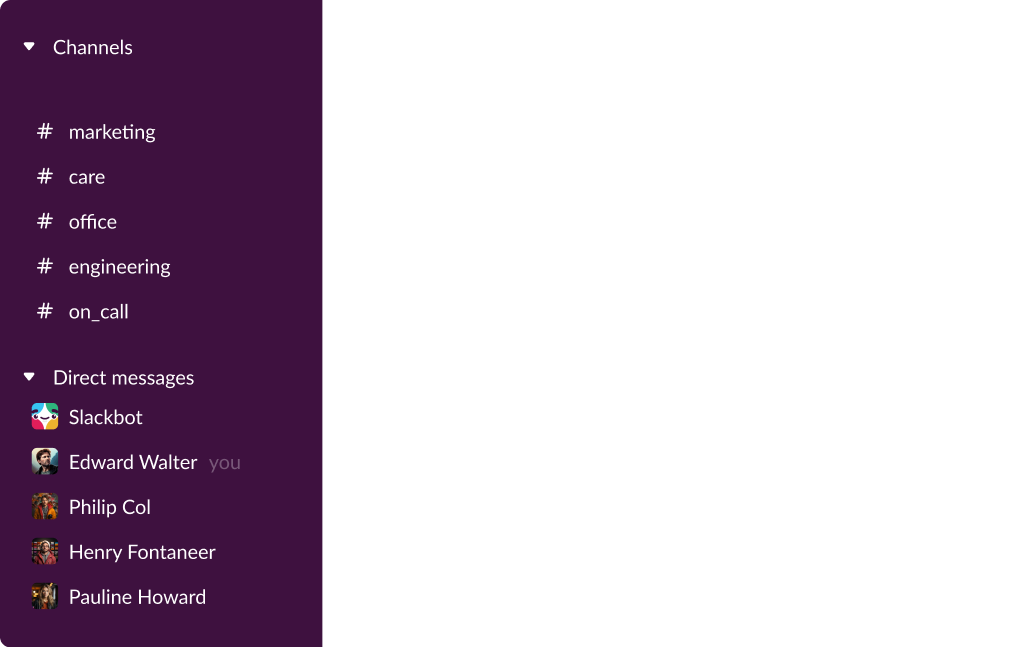 Channels
# marketing
# care
# office
# engineering
# on_call
Direct messages
Slackbot
Edward Walter you
Philip Col
Henry Fontaneer
Pauline Howard